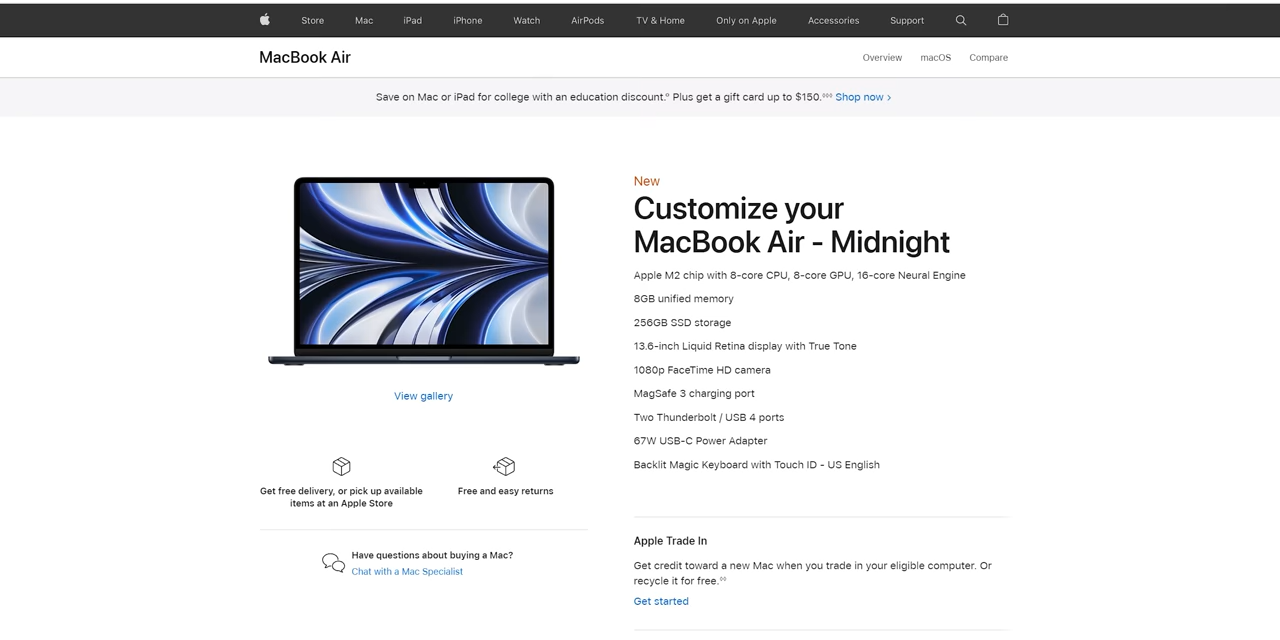 Store Mac iPad iPhone Watch AirPods TV & Home Only on Apple Accessories Support
MacBook Air
Overview macOS Compare
Save on Mac or iPad for college with an education discount.º Plus get a gift card up to $150.◊◊◊ Shop now >
New
Customize your
MacBook Air - Midnight
Apple M2 chip with 8-core CPU, 8-core GPU, 16-core Neural Engine
8GB unified memory
256GB SSD storage
13.6-inch Liquid Retina display with True Tone
1080p FaceTime HD camera
MagSafe 3 charging port
Two Thunderbolt / USB 4 ports
67W USB-C Power Adapter
Backlit Magic Keyboard with Touch ID - US English
View gallery
Get free delivery, or pick up available
items at an Apple Store
Free and easy returns
Have questions about buying a Mac?
Chat with a Mac Specialist
Apple Trade In
Get credit toward a new Mac when you trade in your eligible computer. Or
recycle it for free.◊◊
Get started